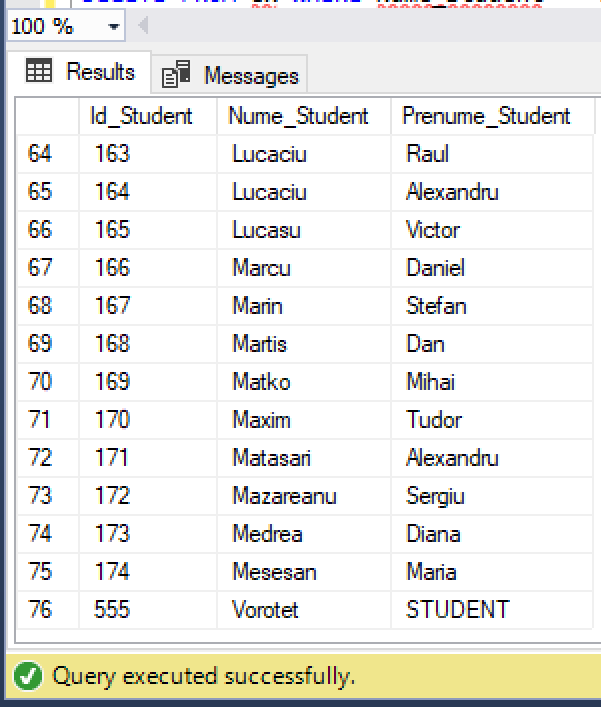 100 %
Results Messages
Id_Student Nume_Student Prenume_Student
64 163 Lucaciu Raul
65 164 Lucaciu Alexandru
66 165 Lucasu Victor
67 166 Marcu Daniel
68 167 Marin Stefan
69 168 Martis Dan
70 169 Matko Mihai
71 170 Maxim Tudor
72 171 Matasari Alexandru
73 172 Mazareanu Sergiu
74 173 Medrea Diana
75 174 Mesesan Maria
76 555 Vorotet STUDENT
Query executed successfully.